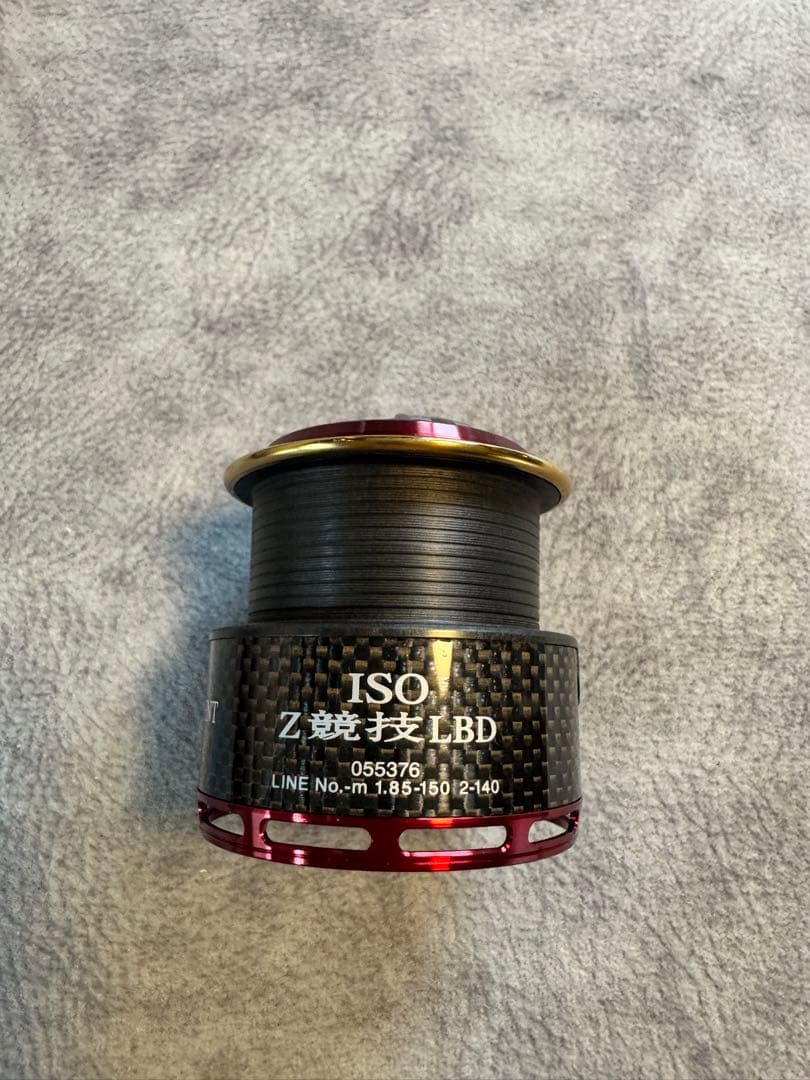 ISO
Z競技LBD
055376
LINE No.-m 1.85-150 2-140